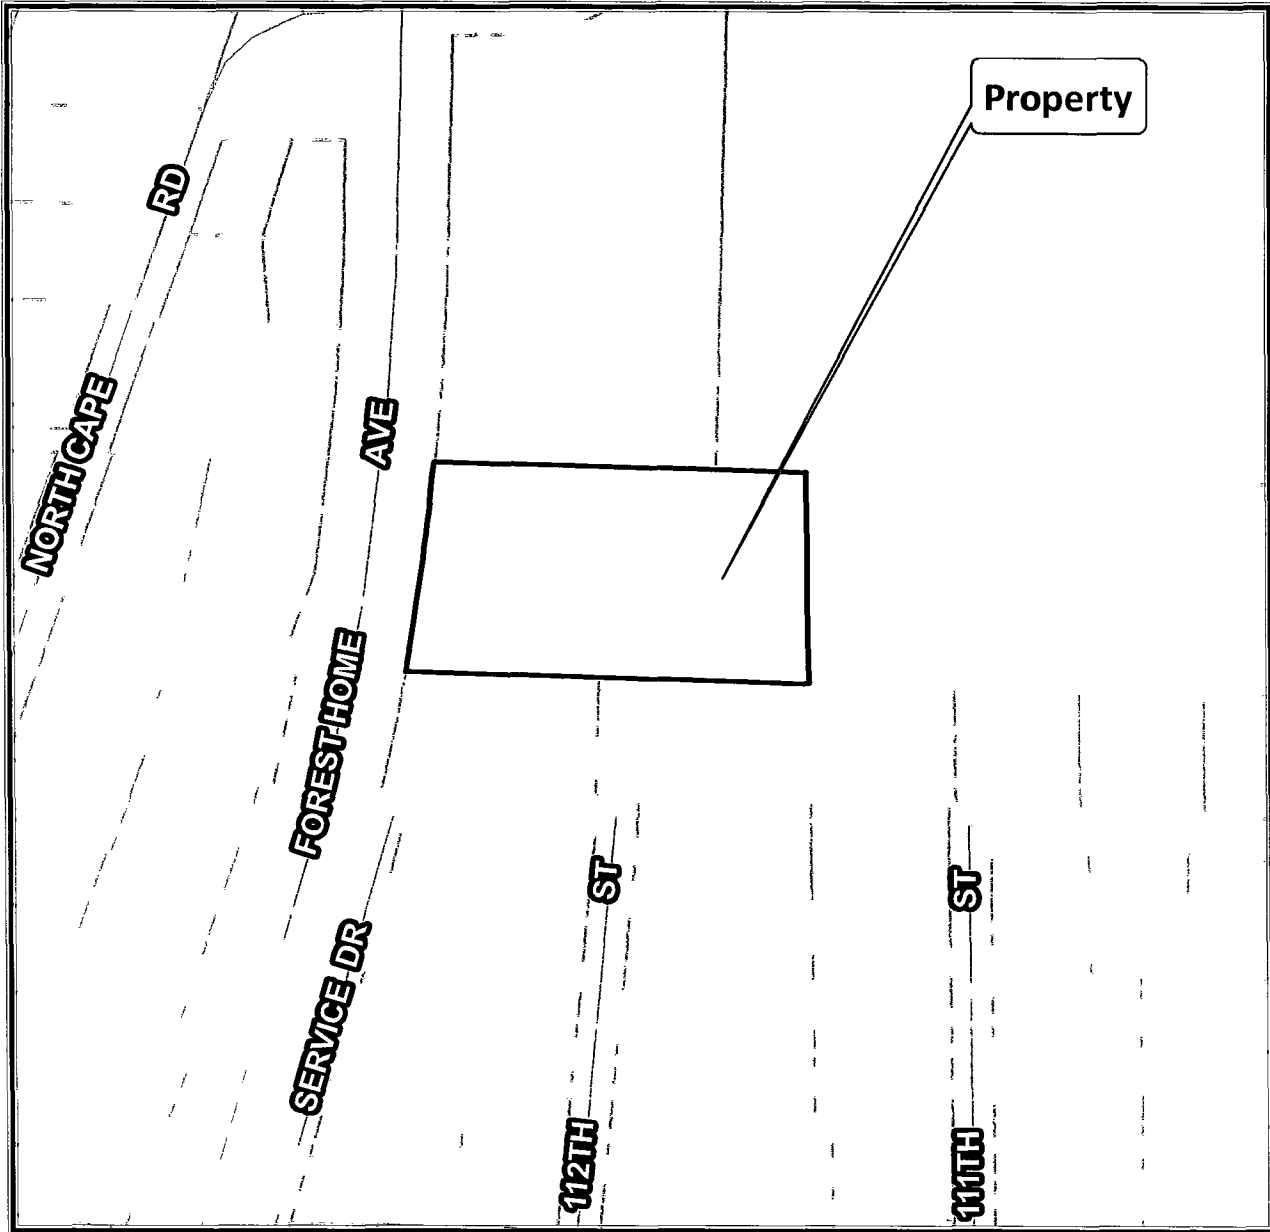 Property
NORTH CAPE RD
FOREST HOME AVE
SERVICE DR
112TH ST
111TH ST